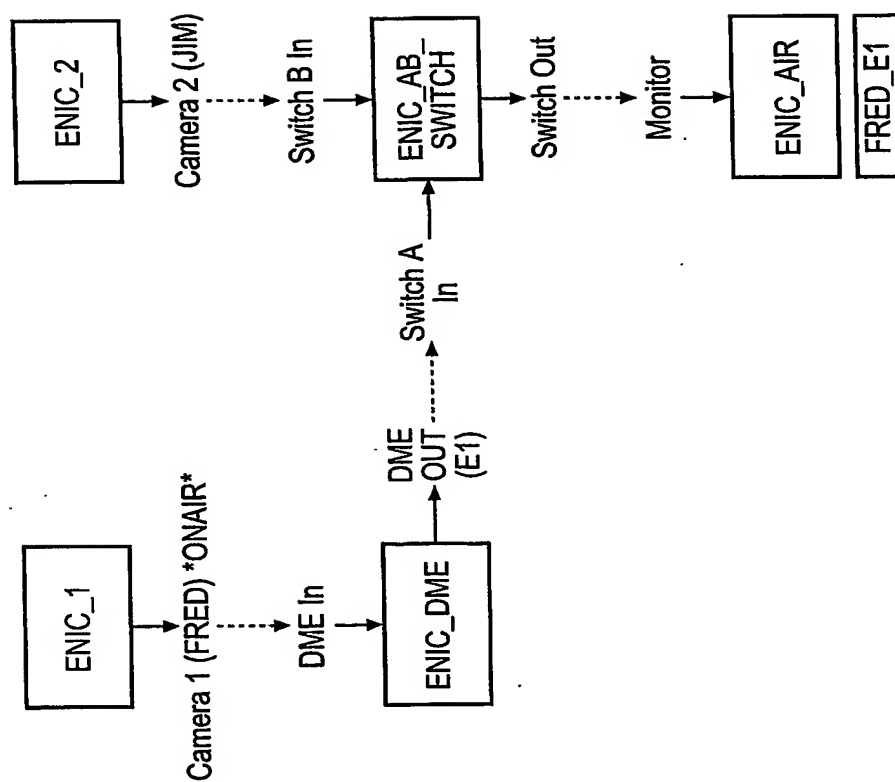 ENIC_1
Camera 1 (FRED) *ONAIR*
DME In
ENIC_DME
DME
OUT
(E1)
Switch A
In
ENIC_2
Camera 2 (JIM)
Switch B In
ENIC_AB_
SWITCH
Switch Out
Monitor
ENIC_AIR
FRED_E1